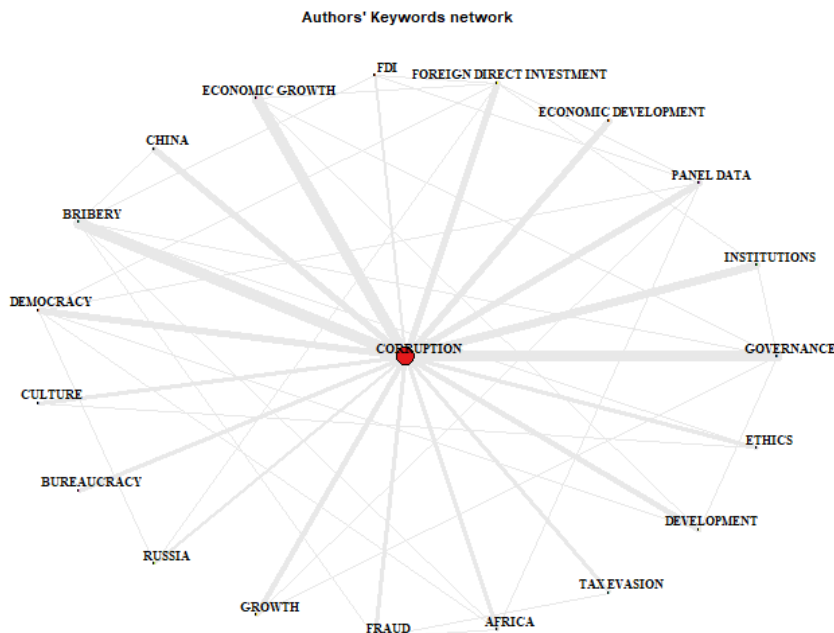 Authors' Keywords network
FDI
FOREIGN DIRECT INVESTMENT
ECONOMIC GROWTH
ECONOMIC DEVELOPMENT
CHINA
PANEL DATA
BRIBERY
INSTITUTIONS
DEMOCRACY
CORRUPTION
GOVERNANCE
CULTURE
ETHICS
BUREAUCRACY
DEVELOPMENT
RUSSIA
TAX EVASION
GROWTH
FRAUD
AFRICA